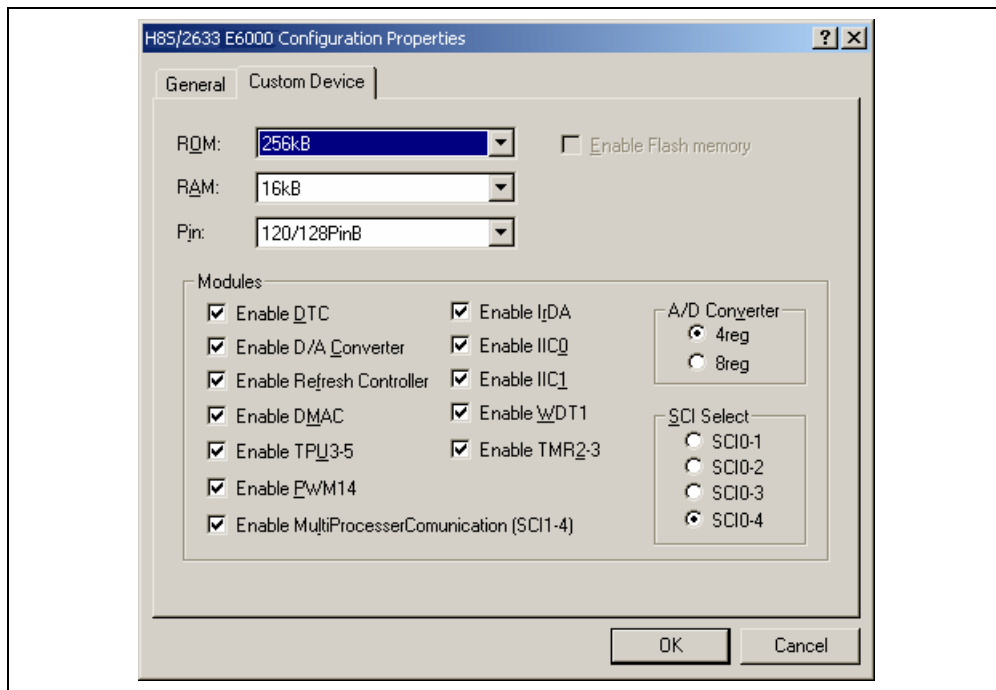 H8S/2633 E6000 Configuration Properties
General
Custom Device
ROM:
256kB
Enable Flash memory
RAM:
16kB
Pin:
120/128PinB
Modules
Enable DTC
Enable D/A Converter
Enable Refresh Controller
Enable DMAC
Enable TPU3-5
Enable PWM14
Enable MultiProcesserComunication (SCI1-4)
Enable IrDA
Enable IIC0
Enable IIC1
Enable WDT1
Enable TMR2-3
A/D Converter
4reg
8reg
SCI Select
SCI0-1
SCI0-2
SCI0-3
SCI0-4
OK
Cancel